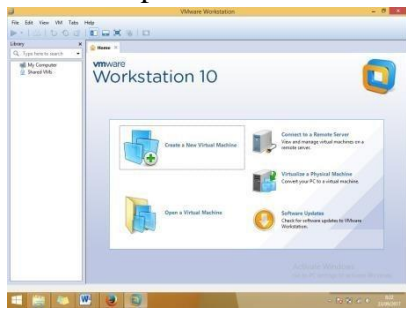 VMware Workstation
File Edit View VM Tabs Help
Library
Home
Type here to search
My Computer
Shared VMs
vmware
Workstation 10
Create a New Virtual Machine
Connect to a Remote Server
View and manage virtual machines on a
remote server.
Virtualize a Physical Machine
Convert your PC to a virtual machine.
Open a Virtual Machine
Software Updates
Check for software updates to VMware
Workstation.
Activate Windows